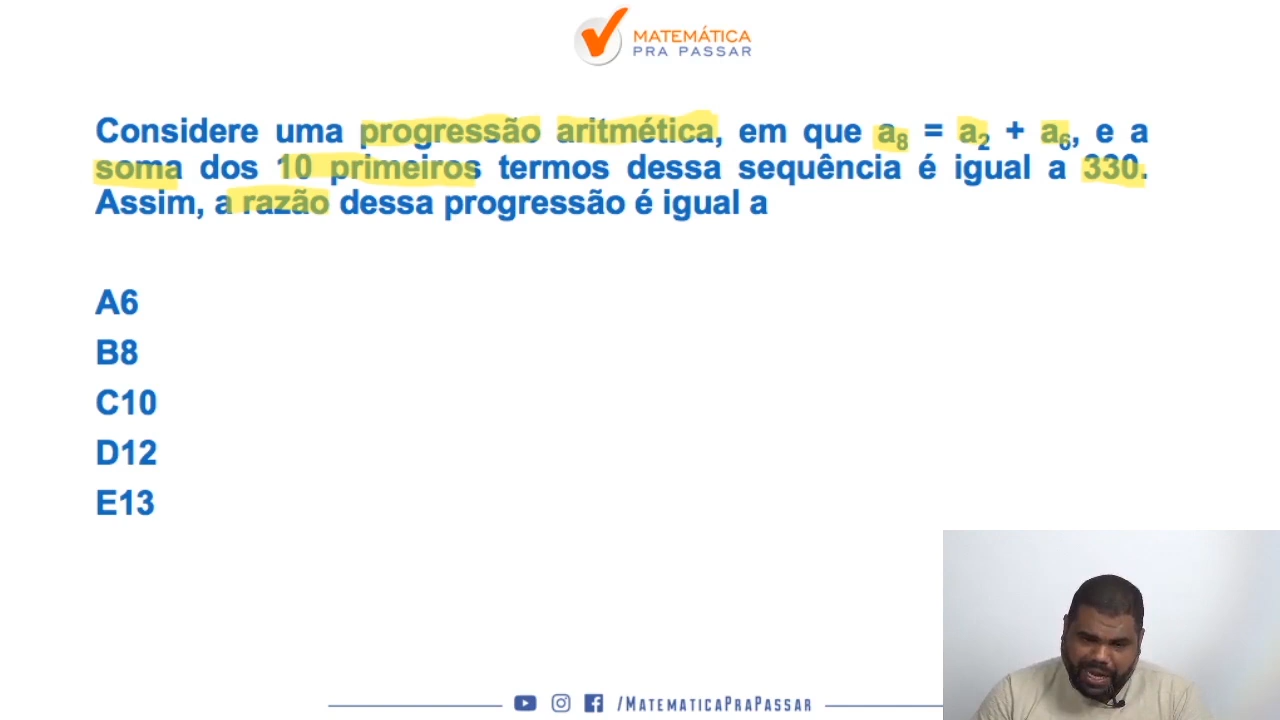 MATEMÁTICA
PRA PASSAR
Considere uma progressão aritmética, em que a₈ = a₂ + a₆, e a
soma dos 10 primeiros termos dessa sequência é igual a 330.
Assim, a razão dessa progressão é igual a
A6
B8
C10
D12
E13
/MATEMATICAPRAPASSAR